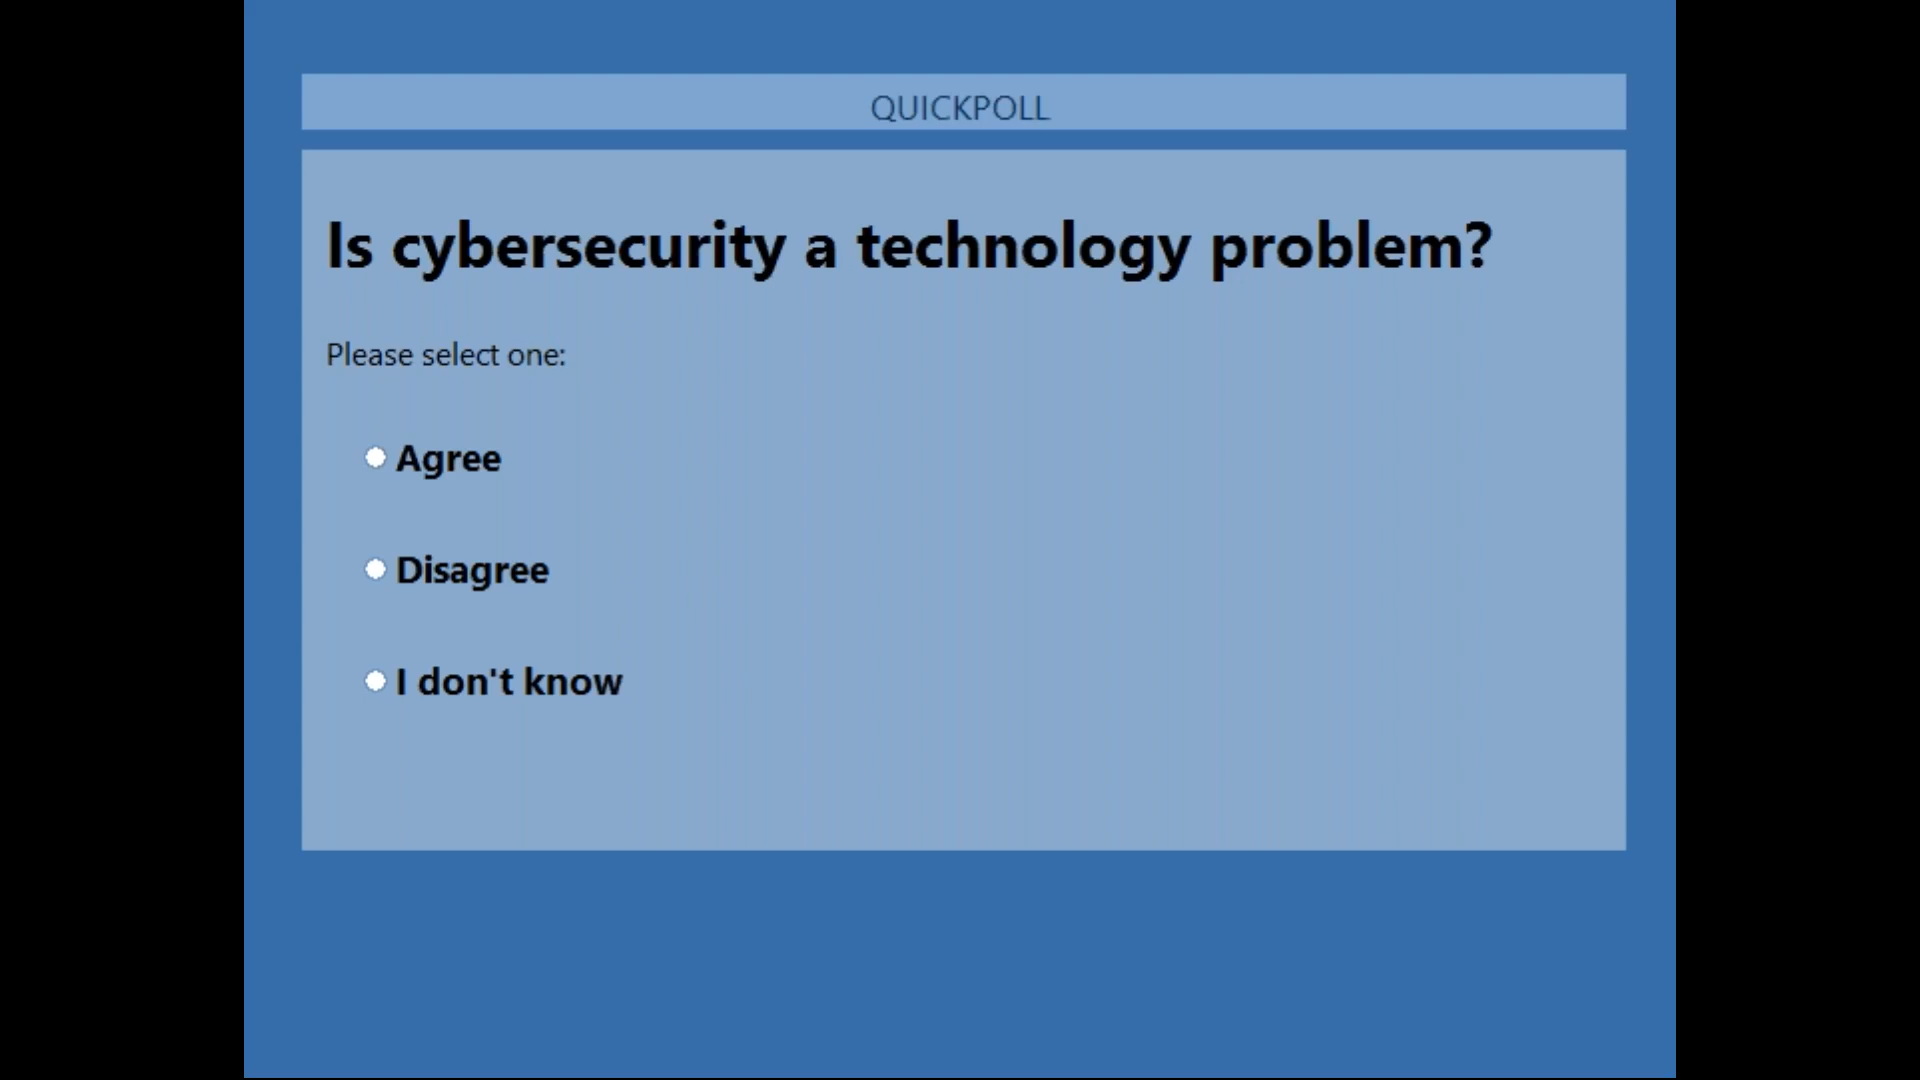 QUICKPOLL
Is cybersecurity a technology problem?
Please select one:
Agree
Disagree
I don't know